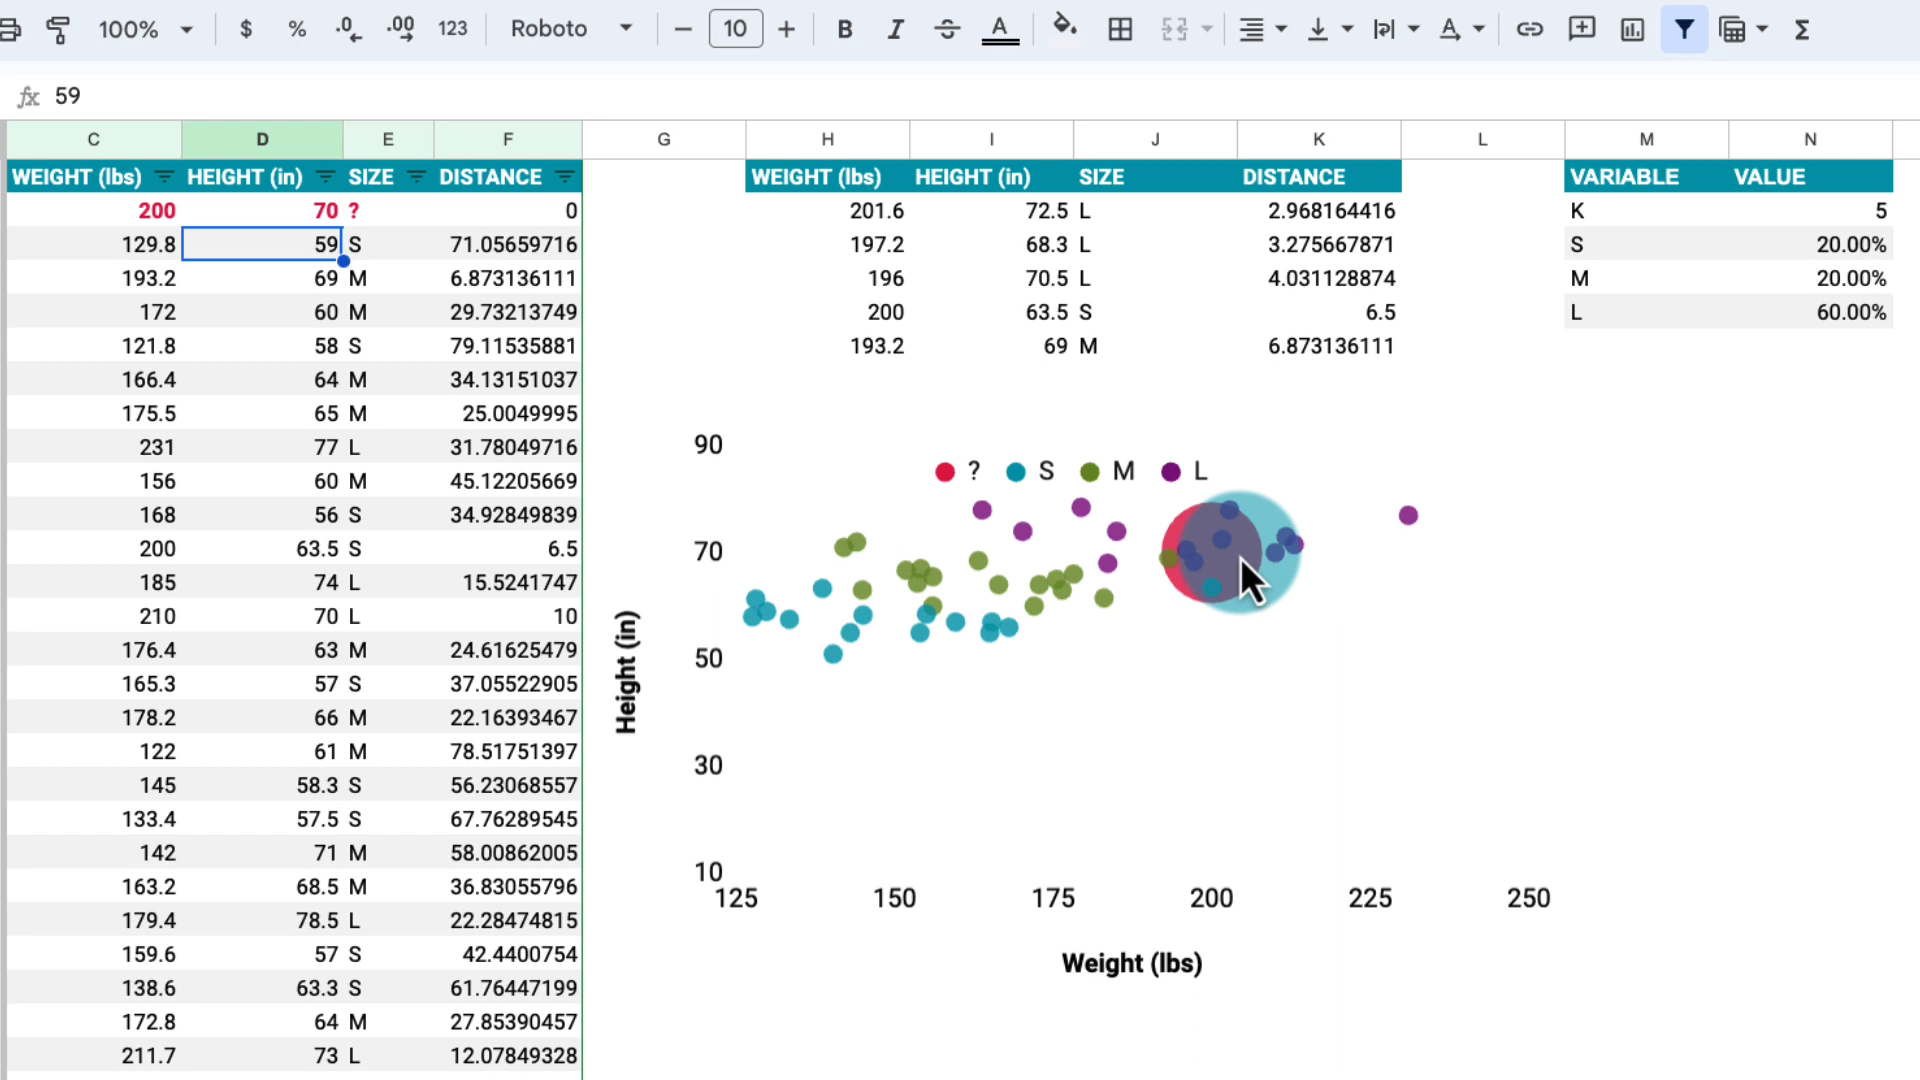 100% $ % .0 .00 123 Roboto 10 B I A A
fx 59
C D E F G H I J K L M N
WEIGHT (lbs) HEIGHT (in) SIZE DISTANCE WEIGHT (lbs) HEIGHT (in) SIZE DISTANCE VARIABLE VALUE
200 70 ? 0 201.6 72.5 L 2.968164416 K 5
129.8 59 S 71.05659716 197.2 68.3 L 3.275667871 S 20.00%
193.2 69 M 6.873136111 196 70.5 L 4.031128874 M 20.00%
172 60 M 29.73213749 200 63.5 S 6.5 L 60.00%
121.8 58 S 79.11535881 193.2 69 M 6.873136111
166.4 64 M 34.13151037
175.5 65 M 25.0049995
231 77 L 31.78049716
156 60 M 45.12205669
168 56 S 34.92849839
200 63.5 S 6.5
185 74 L 15.5241747
210 70 L 10
176.4 63 M 24.61625479
165.3 57 S 37.05522905
178.2 66 M 22.16393467
122 61 M 78.51751397
145 58.3 S 56.23068557
133.4 57.5 S 67.76289545
142 71 M 58.00862005
163.2 68.5 M 36.83055796
179.4 78.5 L 22.28474815
159.6 57 S 42.4400754
138.6 63.3 S 61.76447199
172.8 64 M 27.85390457
211.7 73 L 12.07849328
? S M L
90
70
50
30
10
Height (in)
125 150 175 200 225 250
Weight (lbs)